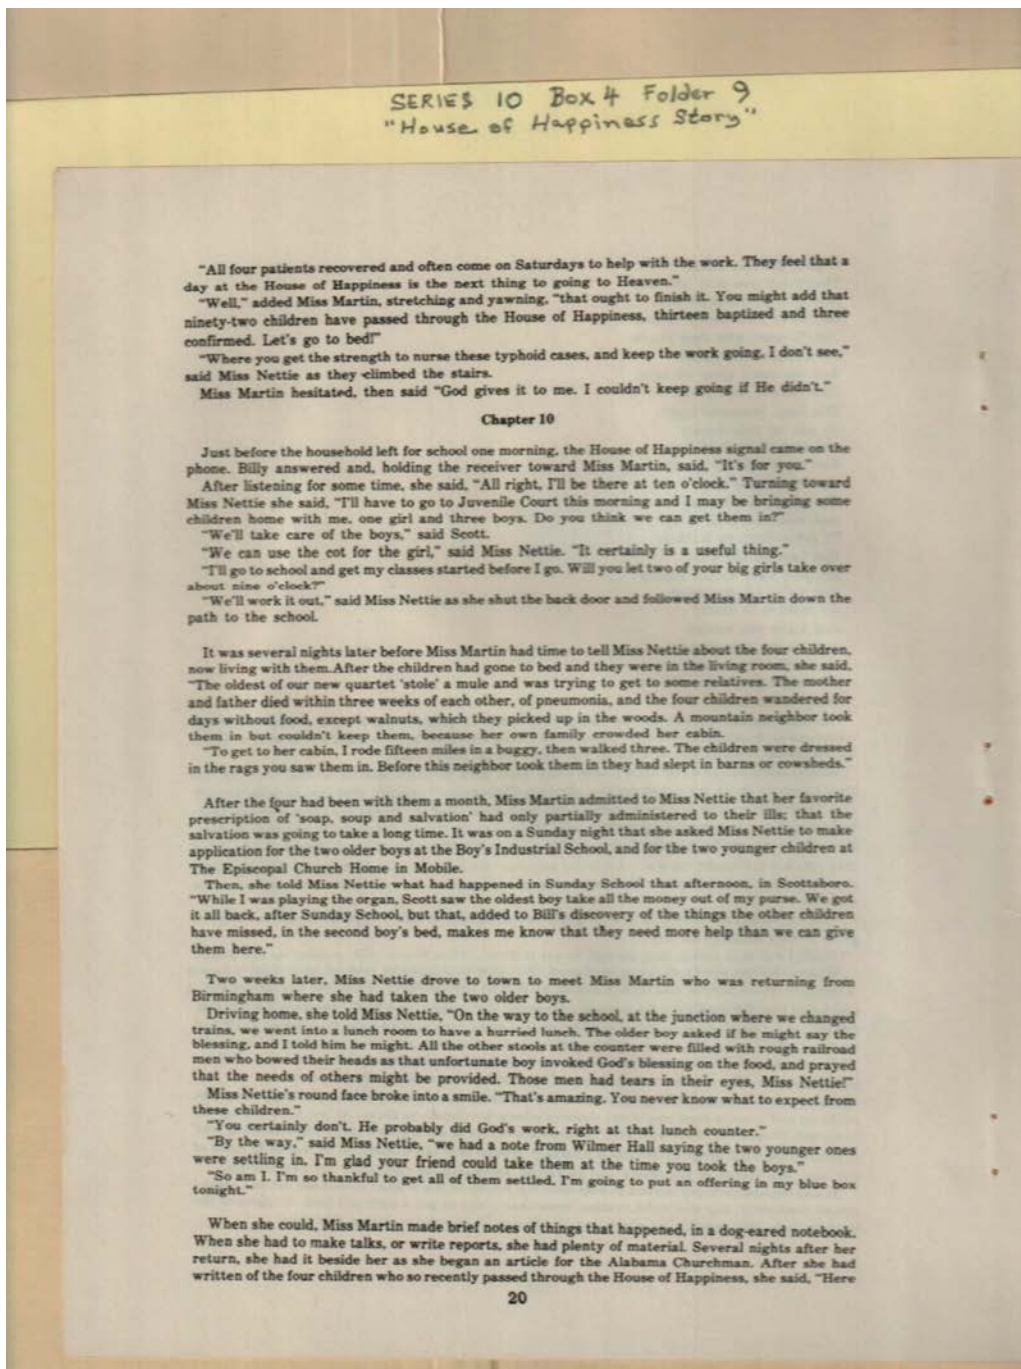 SERIES 10 Box 4 Folder 9
"House of Happiness Story"
"All four patients recovered and often come on Saturdays to help with the work. They feel that a
day at the House of Happiness is the next thing to going to Heaven."
"Well," added Miss Martin, stretching and yawning, "that ought to finish it. You might add that
ninety-two children have passed through the House of Happiness, thirteen baptized and three
confirmed. Let's go to bed!"
"Where you get the strength to nurse these typhoid cases, and keep the work going, I don't see,"
said Miss Nettie as they climbed the stairs.
Miss Martin hesitated, then said "God gives it to me. I couldn't keep going if He didn't."
Chapter 10
Just before the household left for school one morning, the House of Happiness signal came on the
phone. Billy answered and, holding the receiver toward Miss Martin, said, "It's for you."
After listening for some time, she said, "All right, I'll be there at ten o'clock." Turning toward
Miss Nettie she said, "I'll have to go to Juvenile Court this morning and I may be bringing some
children home with me, one girl and three boys. Do you think we can get them in?"
"We'll take care of the boys," said Scott.
"We can use the cot for the girl," said Miss Nettie. "It certainly is a useful thing."
"I'll go to school and get my classes started before I go. Will you let two of your big girls take over
about nine o'clock?"
"We'll work it out," said Miss Nettie as she shut the back door and followed Miss Martin down the
path to the school.
It was several nights later before Miss Martin had time to tell Miss Nettie about the four children,
now living with them.After the children had gone to bed and they were in the living room, she said,
"The oldest of our new quartet 'stole' a mule and was trying to get to some relatives. The mother
and father died within three weeks of each other, of pneumonia, and the four children wandered for
days without food, except walnuts, which they picked up in the woods. A mountain neighbor took
them in but couldn't keep them, because her own family crowded her cabin.
"To get to her cabin, I rode fifteen miles in a buggy, then walked three. The children were dressed
in the rags you saw them in. Before this neighbor took them in they had slept in barns or cowsheds."
After the four had been with them a month, Miss Martin admitted to Miss Nettie that her favorite
prescription of 'soap, soup and salvation' had only partially administered to their ills; that the
salvation was going to take a long time. It was on a Sunday night that she asked Miss Nettie to make
application for the two older boys at the Boy's Industrial School, and for the two younger children at
The Episcopal Church Home in Mobile.
Then, she told Miss Nettie what had happened in Sunday School that afternoon, in Scottsboro.
"While I was playing the organ, Scott saw the oldest boy take all the money out of my purse. We got
it all back, after Sunday School, but that, added to Bill's discovery of the things the other children
have missed, in the second boy's bed, makes me know that they need more help than we can give
them here."
Two weeks later, Miss Nettie drove to town to meet Miss Martin who was returning from
Birmingham where she had taken the two older boys.
Driving home, she told Miss Nettie, "On the way to the school, at the junction where we changed
trains, we went into a lunch room to have a hurried lunch. The older boy asked if he might say the
blessing, and I told him he might. All the other stools at the counter were filled with rough railroad
men who bowed their heads as that unfortunate boy invoked God's blessing on the food, and prayed
that the needs of others might be provided. Those men had tears in their eyes, Miss Nettie!"
Miss Nettie's round face broke into a smile. "That's amazing. You never know what to expect from
these children."
"You certainly don't. He probably did God's work, right at that lunch counter."
"By the way," said Miss Nettie, "we had a note from Wilmer Hall saying the two younger ones
were settling in. I'm glad your friend could take them at the time you took the boys."
"So am I. I'm so thankful to get all of them settled, I'm going to put an offering in my blue box
tonight."
When she could, Miss Martin made brief notes of things that happened, in a dog-eared notebook.
When she had to make talks, or write reports, she had plenty of material. Several nights after her
return, she had it beside her as she began an article for the Alabama Churchman. After she had
written of the four children who so recently passed through the House of Happiness, she said, "Here
20